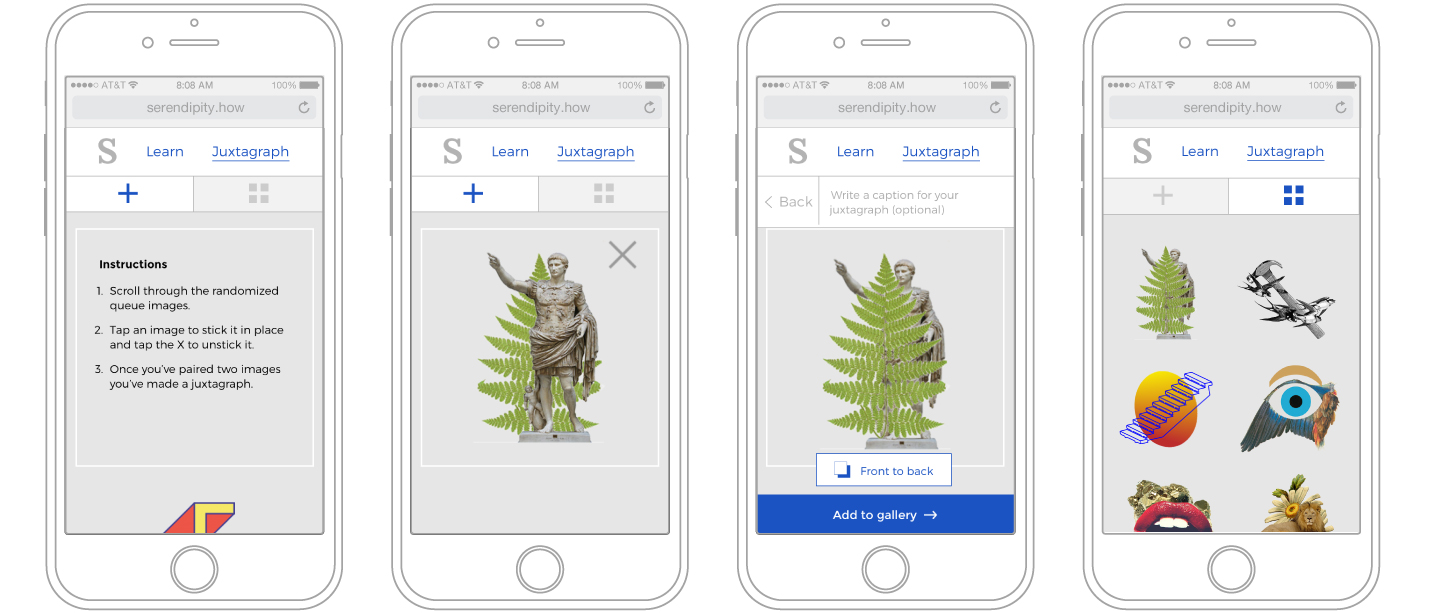 AT&T 8:08 AM 100%
serendipity.how
S Learn Juxtagraph
Instructions
1. Scroll through the randomized
queue images.
2. Tap an image to stick it in place
and tap the X to unstick it.
3. Once you’ve paired two images
you’ve made a juxtagraph.
AT&T 8:08 AM 100%
serendipity.how
S Learn Juxtagraph
AT&T 8:08 AM 100%
serendipity.how
S Learn Juxtagraph
Back
Write a caption for your
juxtagraph (optional)
Front to back
Add to gallery →
AT&T 8:08 AM 100%
serendipity.how
S Learn Juxtagraph